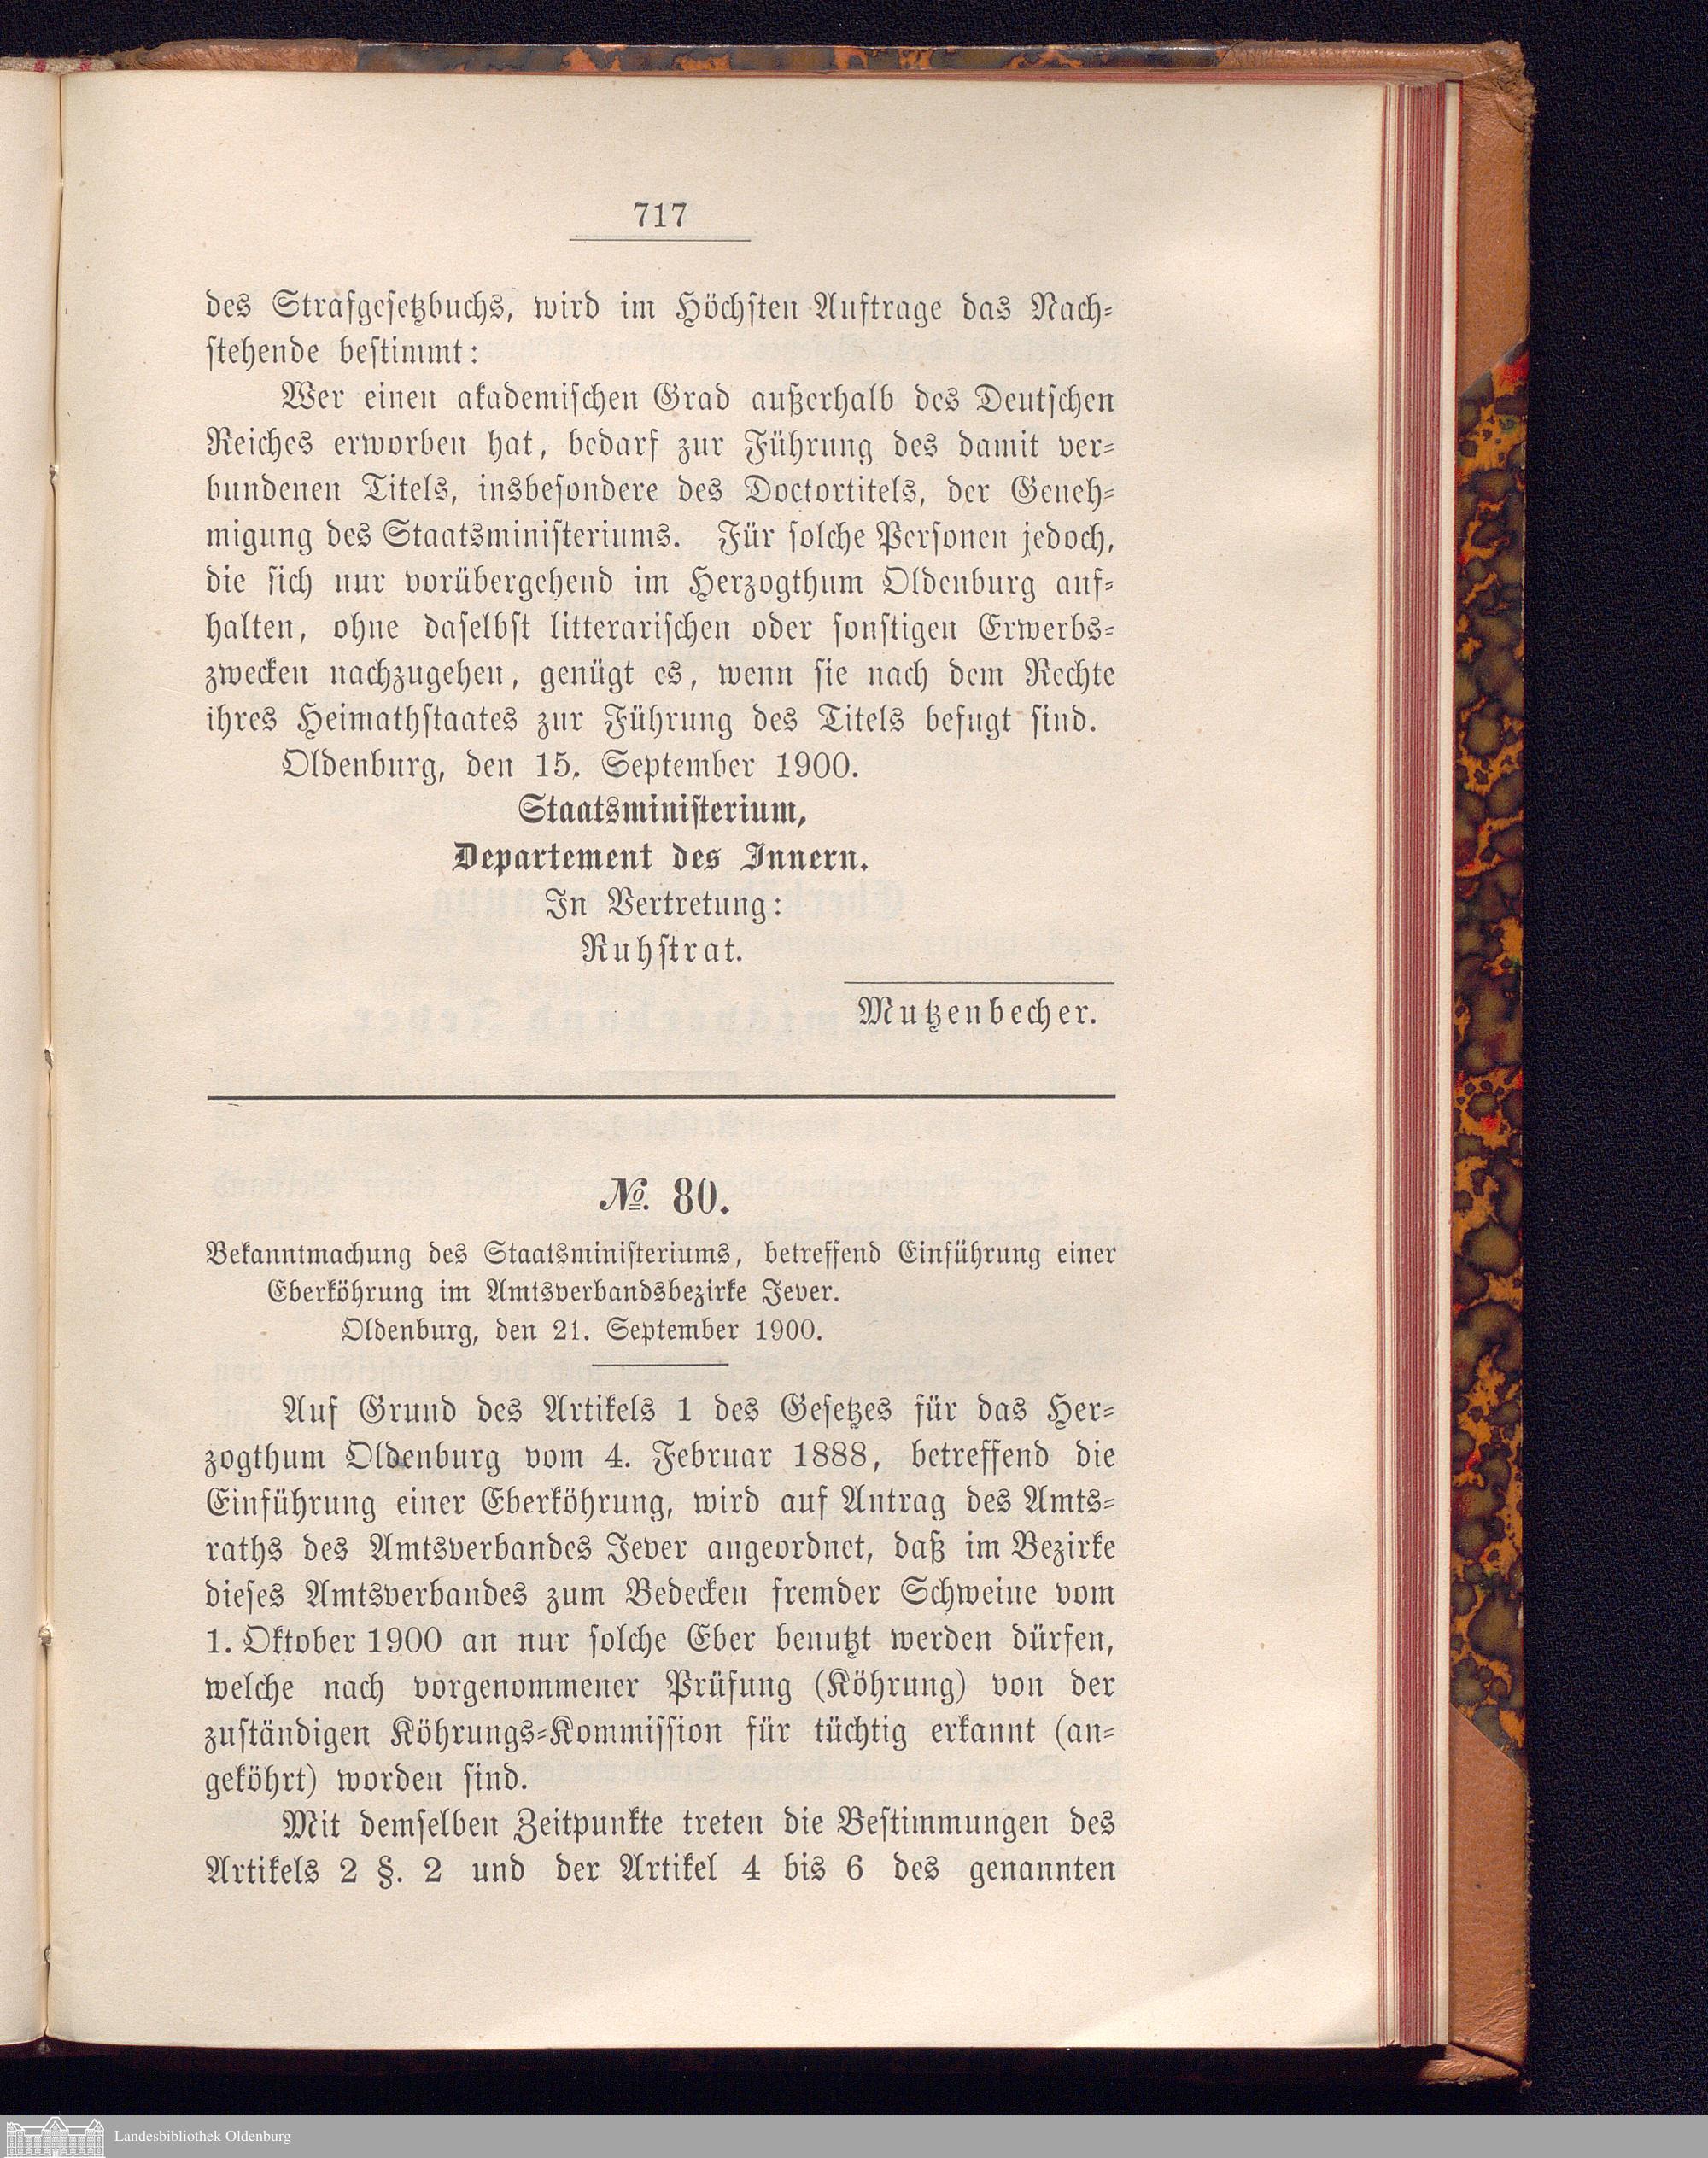 717
des Strafgesetzbuchs, wird im Höchsten Auftrage das Nach-
stehende bestimmt:
Wer einen akademischen Grad außerhalb des Deutschen
Reiches erworben hat, bedarf zur Führung des damit ver-
bundenen Titels, insbesondere des Doctortitels, der Geneh-
migung des Staatsministeriums. Für solche Personen jedoch,
die sich nur vorübergehend im Herzogthum Oldenburg auf-
halten, ohne daselbst litterarischen oder sonstigen Erwerbs-
zwecken nachzugehen, genügt es, wenn sie nach dem Rechte
ihres Heimathstaates zur Führung des Titels befugt sind.
Oldenburg, den 15. September 1900.
Staatsministerium,
Departement des Innern.
In Vertretung:
Ruhstrat.
Mutzenbecher.
№. 80.
Bekanntmachung des Staatsministeriums, betreffend Einführung einer
Eberköhrung im Amtsverbandsbezirke Jever.
Oldenburg, den 21. September 1900.
Auf Grund des Artikels 1 des Gesetzes für das Her-
zogthum Oldenburg vom 4. Februar 1888, betreffend die
Einführung einer Eberköhrung, wird auf Antrag des Amts-
raths des Amtsverbandes Jever angeordnet, daß im Bezirke
dieses Amtsverbandes zum Bedecken fremder Schweine vom
1. Oktober 1900 an nur solche Eber benutzt werden dürfen,
welche nach vorgenommener Prüfung (Köhrung) von der
zuständigen Köhrungs-Kommission für tüchtig erkannt (an-
geköhrt) worden sind.
Mit demselben Zeitpunkte treten die Bestimmungen des
Artikels 2 §. 2 und der Artikel 4 bis 6 des genannten
Landesbibliothek Oldenburg